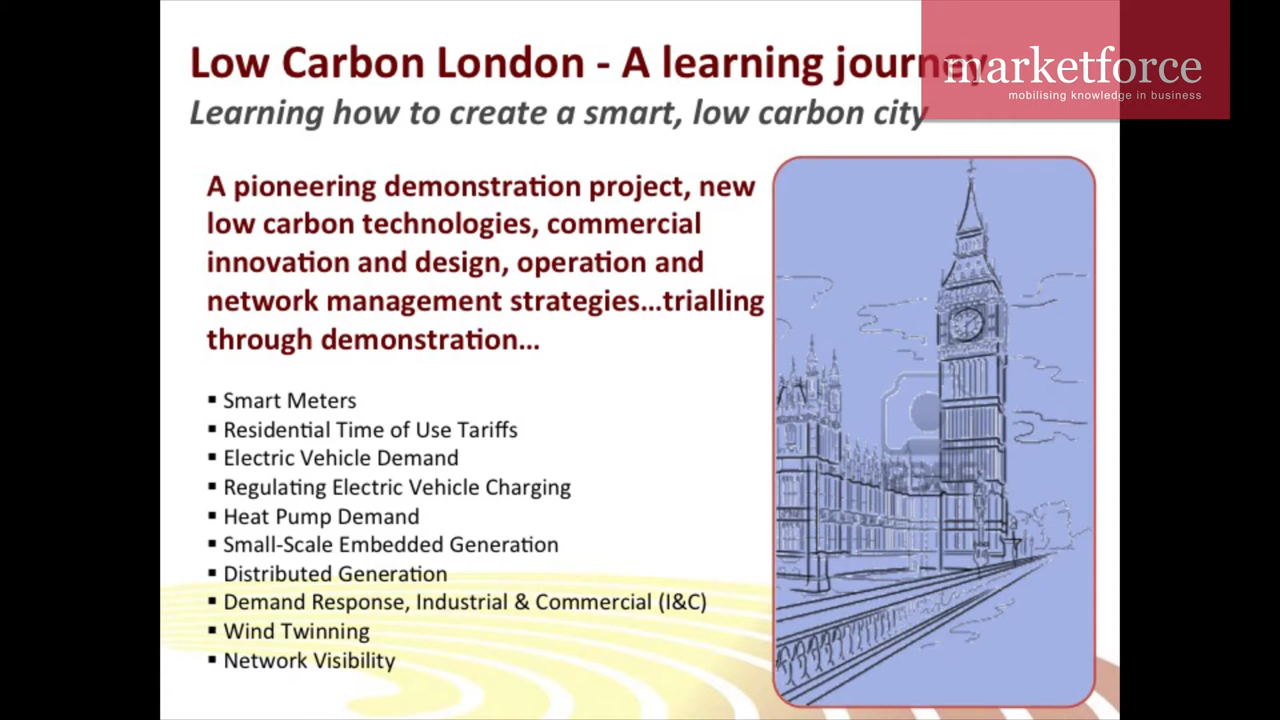 Low Carbon London - A learning journey
marketforce
mobilising knowledge in business
Learning how to create a smart, low carbon city
A pioneering demonstration project, new
low carbon technologies, commercial
innovation and design, operation and
network management strategies...trialling
through demonstration...
▪ Smart Meters
▪ Residential Time of Use Tariffs
▪ Electric Vehicle Demand
▪ Regulating Electric Vehicle Charging
▪ Heat Pump Demand
▪ Small-Scale Embedded Generation
▪ Distributed Generation
▪ Demand Response, Industrial & Commercial (I&C)
▪ Wind Twinning
▪ Network Visibility